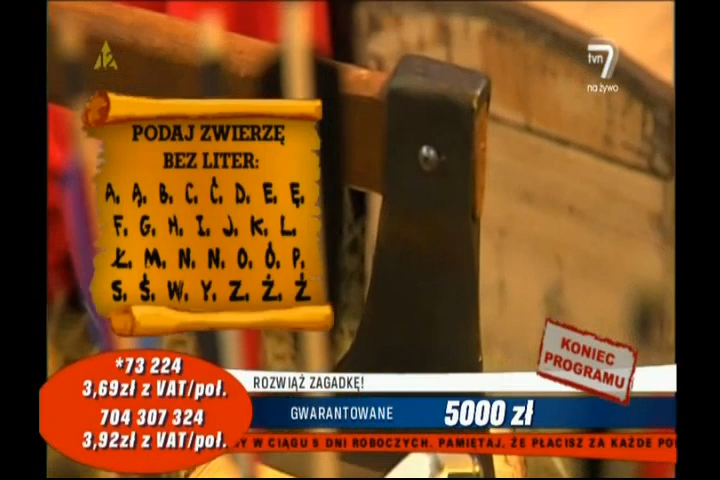 12
tvn
7
na żywo
PODAJ ZWIERZĘ
BEZ LITER:
A, Ą, B, C, Ć, D, E, Ę,
F, G, H, I, J, K, L,
Ł, M, N, N, O, Ó, P,
S, Ś, W, Y, Z, Ż, Ź
KONIEC
PROGRAMU
*73 224
3,69zł z VAT/poł.
704 307 324
3,92zł z VAT/poł.
ROZWIĄŻ ZAGADKĘ!
GWARANTOWANE 5000 zł
W CIĄGU 5 DNI ROBOCZYCH. PAMIĘTAJ, ŻE PŁACISZ ZA KAŻDE